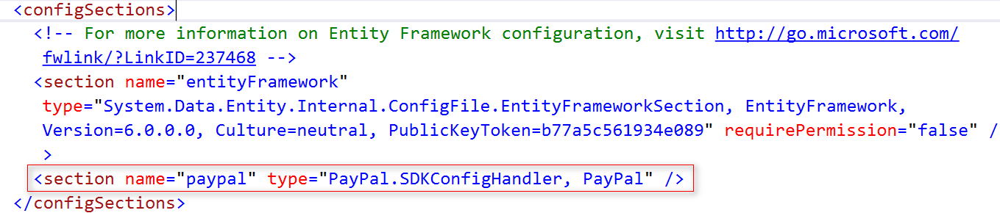 <configSections>
<!-- For more information on Entity Framework configuration, visit http://go.microsoft.com/
fwlink/?LinkID=237468 -->
<section name="entityFramework"
type="System.Data.Entity.Internal.ConfigFile.EntityFrameworkSection, EntityFramework,
Version=6.0.0.0, Culture=neutral, PublicKeyToken=b77a5c561934e089" requirePermission="false" /
>
<section name="paypal" type="PayPal.SDKConfigHandler, PayPal" />
</configSections>